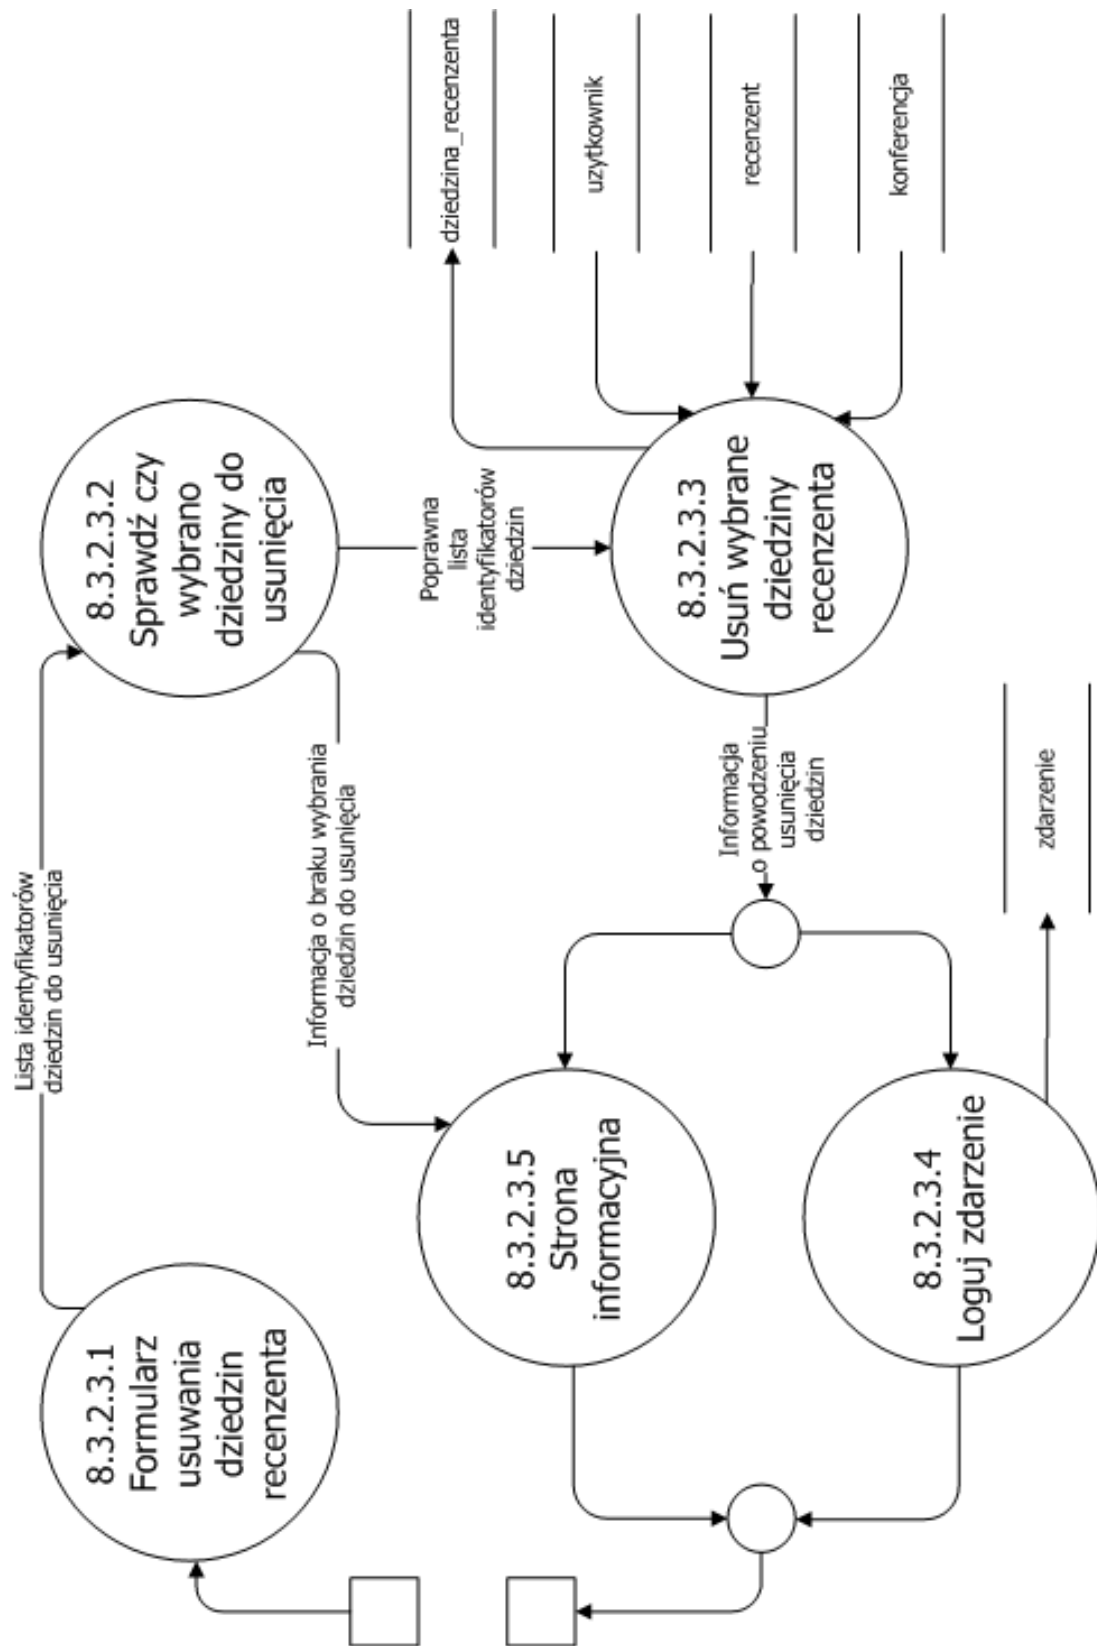 8.3.2.3.1
Formularz
usuwania
dziedzin
recenzenta
Lista identyfikatorów
dziedzin do usunięcia
8.3.2.3.2
Sprawdź czy
wybrano
dziedziny do
usunięcia
Informacja o braku wybrania
dziedzin do usunięcia
Poprawna
lista
identyfikatorów
dziedzin
dziedzina_recenzenta
uzytkownik
recenzent
konferencja
8.3.2.3.3
Usuń wybrane
dziedziny
recenzenta
Informacja
o powodzeniu
usunięcia
dziedzin
8.3.2.3.5
Strona
informacyjna
8.3.2.3.4
Loguj zdarzenie
zdarzenie